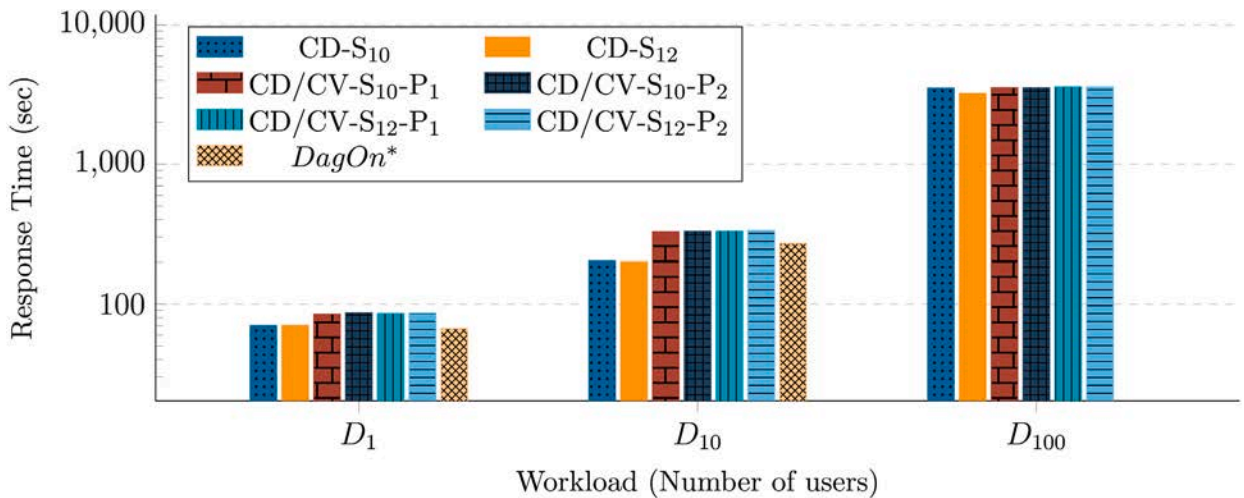 10,000
1,000
100
Response Time (sec)
CD-S10 CD-S12
CD/CV-S10-P1 CD/CV-S10-P2
CD/CV-S12-P1 CD/CV-S12-P2
DagOn*
D1 D10 D100
Workload (Number of users)